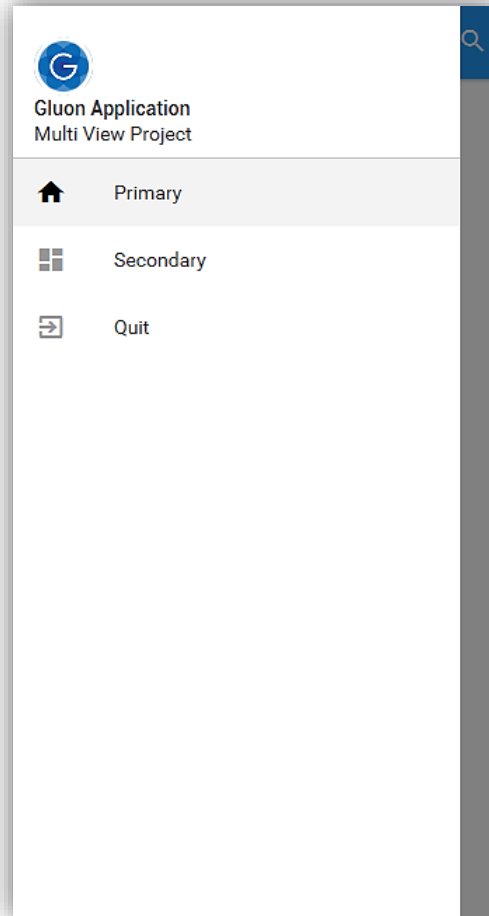 G
Gluon Application
Multi View Project
Primary
Secondary
Quit